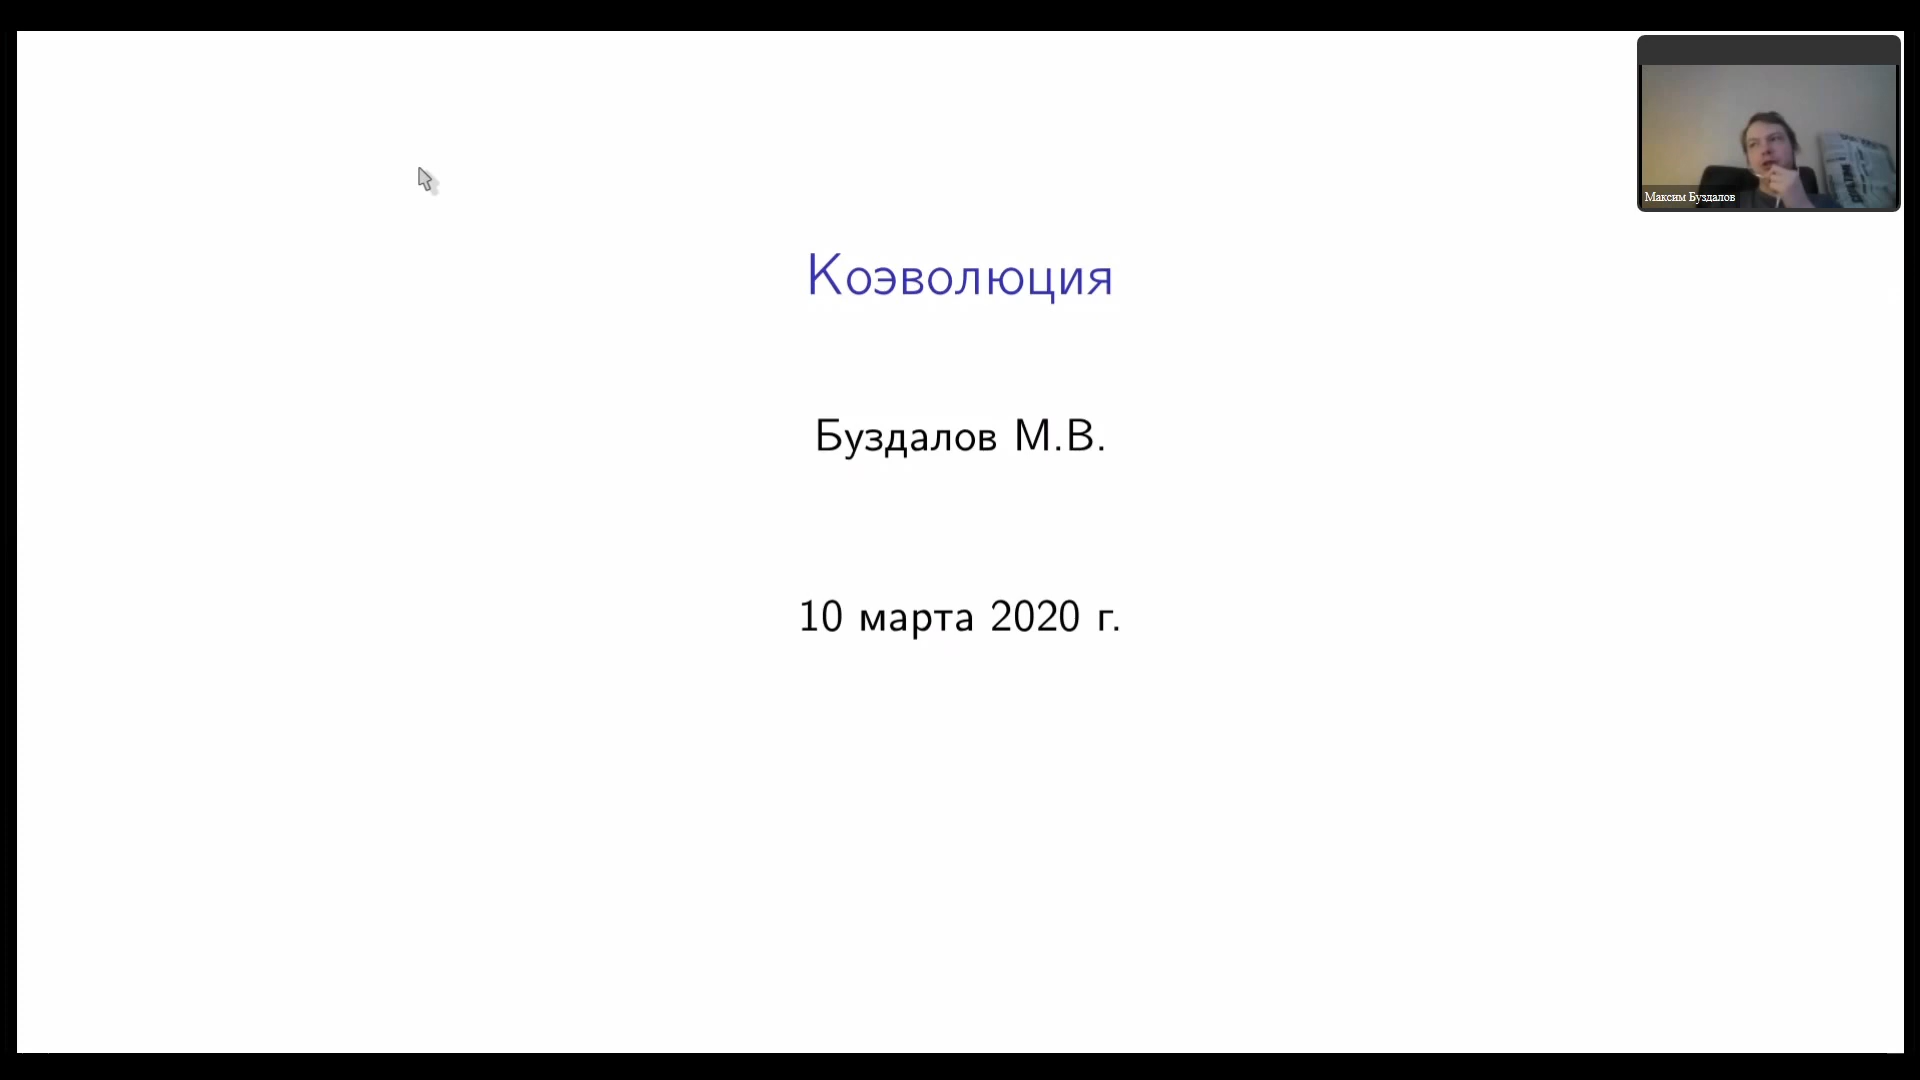 Коэволюция
Буздалов М.В.
10 марта 2020 г.
Максим Буздалов